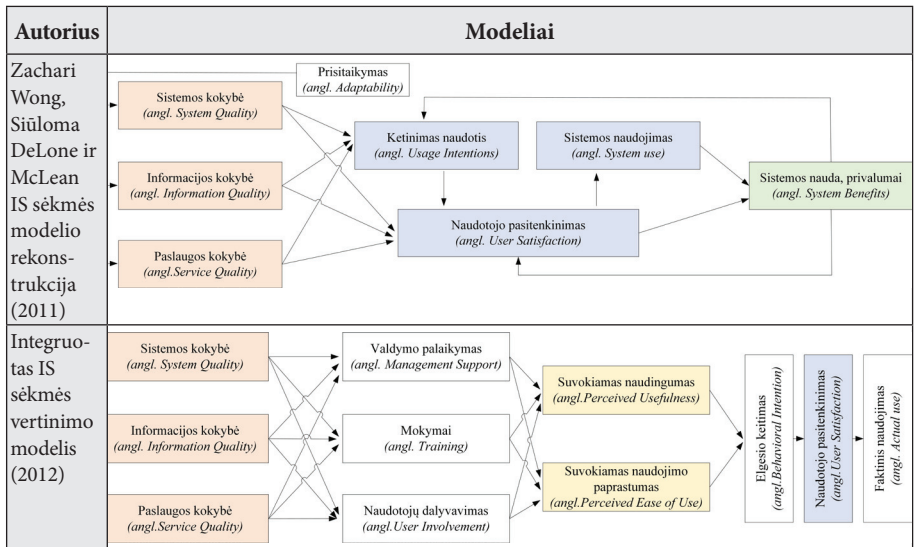 Autorius
Modeliai
Zachari
Wong,
Siūloma
DeLone ir
McLean
IS sėkmės
modelio
rekons-
trukcija
(2011)
Prisitaikymas
(angl. Adaptability)
Sistemos kokybė
(angl. System Quality)
Informacijos kokybė
(angl. Information Quality)
Paslaugos kokybė
(angl.Service Quality)
Ketinimas naudotis
(angl. Usage Intentions)
Sistemos naudojimas
(angl. System use)
Naudotojo pasitenkinimas
(angl. User Satisfaction)
Sistemos nauda, privalumai
(angl. System Benefits)
Integruo-
tas IS
sėkmės
vertinimo
modelis
(2012)
Sistemos kokybė
(angl. System Quality)
Informacijos kokybė
(angl. Information Quality)
Paslaugos kokybė
(angl.Service Quality)
Valdymo palaikymas
(angl. Management Support)
Mokymai
(angl. Training)
Naudotojų dalyvavimas
(angl.User Involvement)
Suvokiamas naudingumas
(angl.Perceived Usefulness)
Suvokiamas naudojimo
paprastumas
(angl.Perceived Ease of Use)
Elgesio keitimas
(angl.Behavioral Intention)
Naudotojo pasitenkinimas
(angl.User Satisfaction)
Faktinis naudojimas
(angl. Actual use)